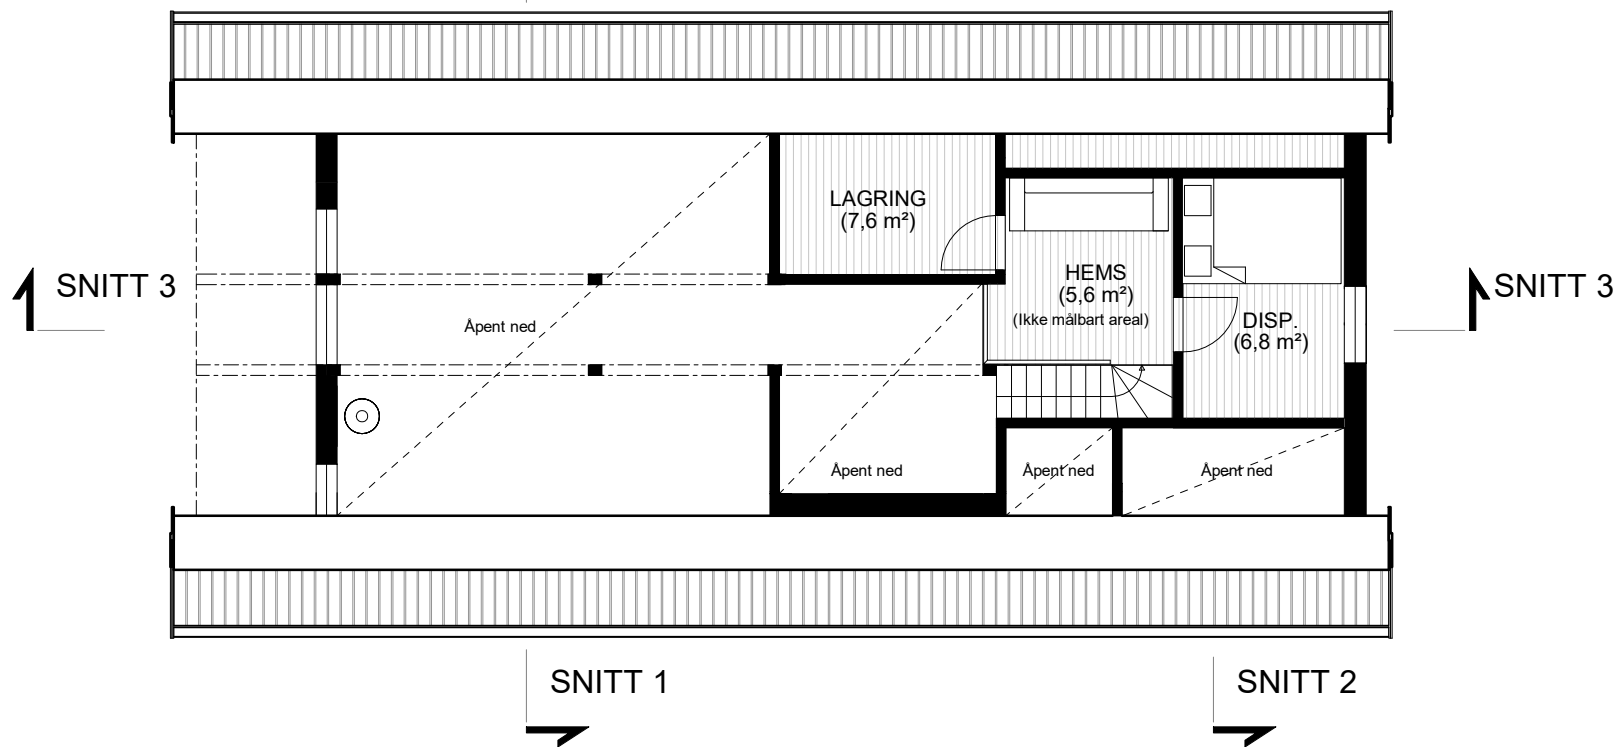 LAGRING
(7,6 m²)
SNITT 3
HEMS
(5,6 m²)
(Ikke målbart areal)
SNITT 3
Åpent ned
DISP.
(6,8 m²)
Åpent ned
Åpent ned
Åpent ned
SNITT 1
SNITT 2